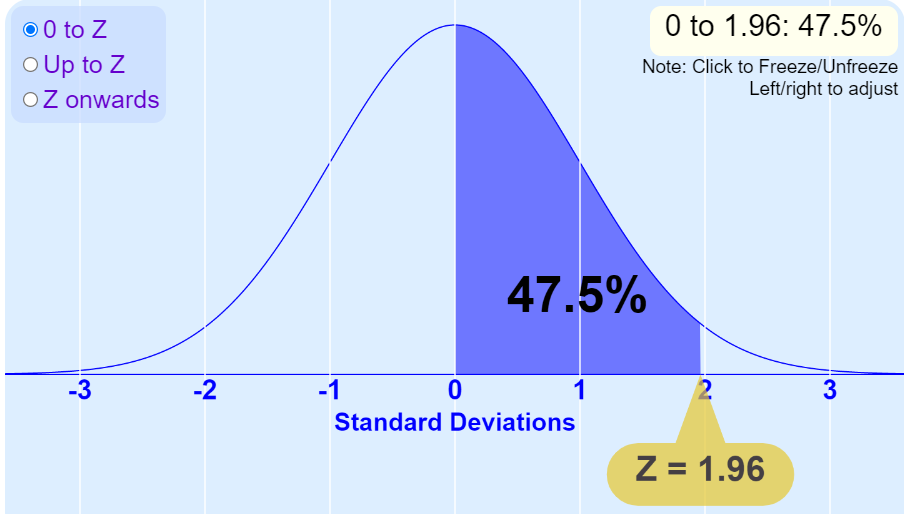 0 to Z
Up to Z
Z onwards
0 to 1.96: 47.5%
Note: Click to Freeze/Unfreeze
Left/right to adjust
47.5%
-3 -2 -1 0 1 2 3
Standard Deviations
Z = 1.96